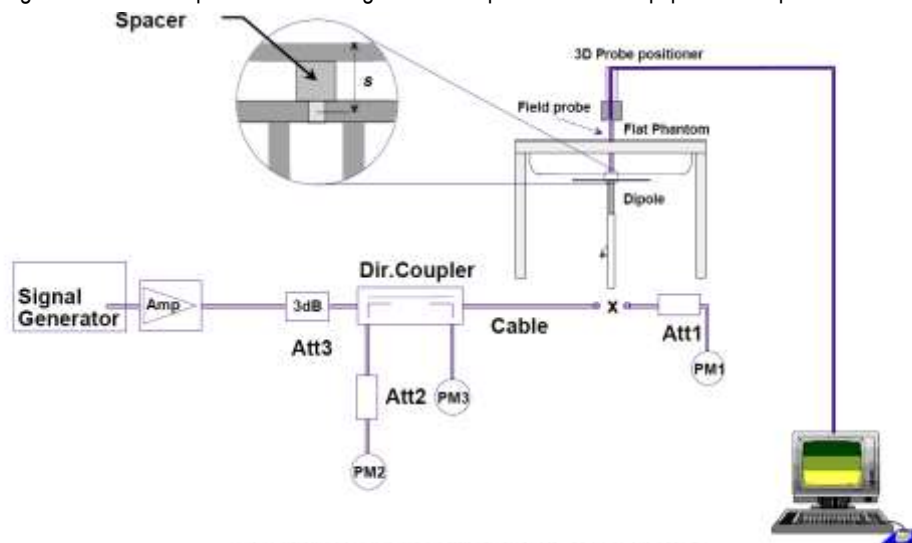 Spacer
s
3D Probe positioner
Field probe
Flat Phantom
Dipole
Signal
Generator
Amp
3dB
Att3
Dir.Coupler
Cable
X
Att1
PM1
Att2
PM3
PM2